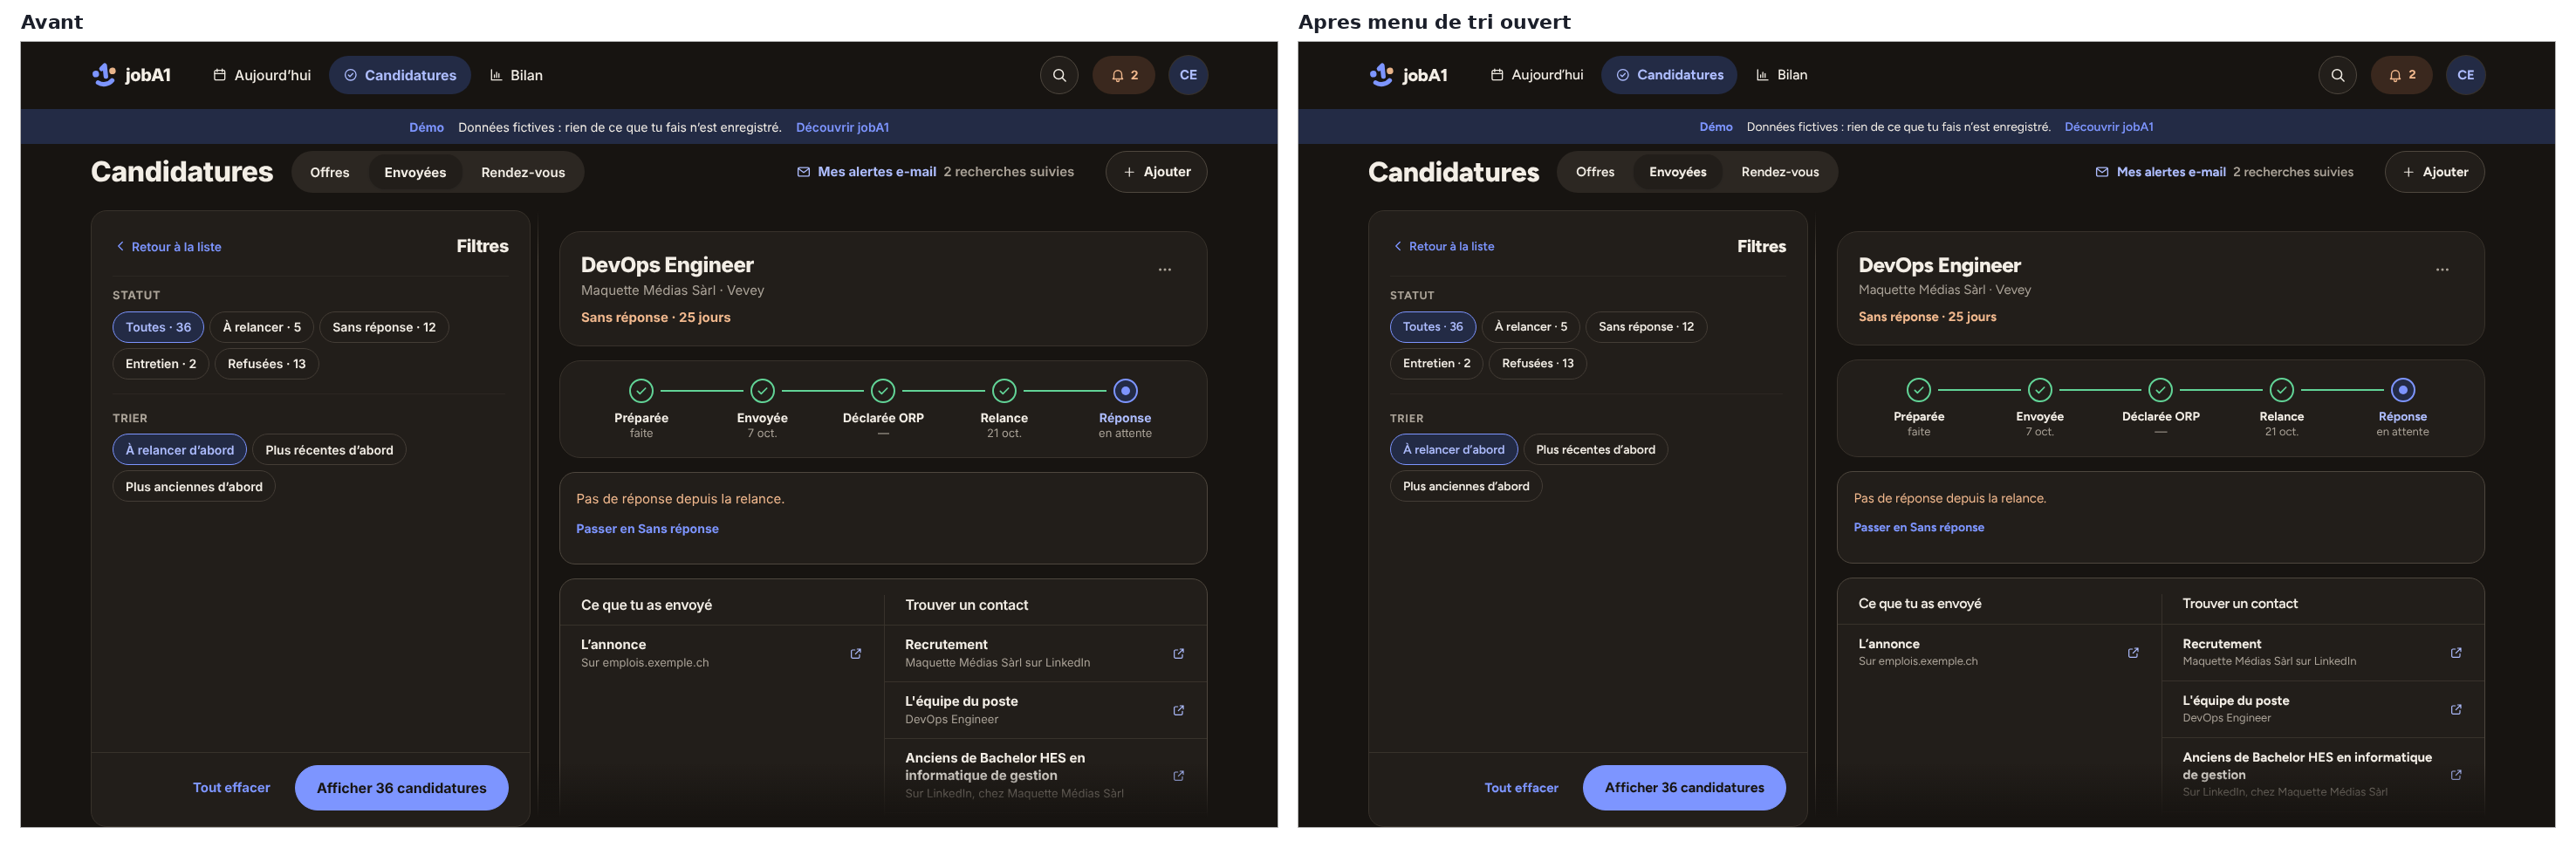 Avant
jobA1 Aujourd’hui Candidatures Bilan 2 CE
Démo Données fictives : rien de ce que tu fais n’est enregistré. Découvrir jobA1
Candidatures Offres Envoyées Rendez-vous Mes alertes e-mail 2 recherches suivies + Ajouter
Retour à la liste Filtres
STATUT
Toutes · 36 À relancer · 5 Sans réponse · 12
Entretien · 2 Refusées · 13
TRIER
À relancer d’abord Plus récentes d’abord
Plus anciennes d’abord
Tout effacer Afficher 36 candidatures
DevOps Engineer ...
Maquette Médias Sàrl · Vevey
Sans réponse · 25 jours
Préparée Envoyée Déclarée ORP Relance Réponse
faite 7 oct. — 21 oct. en attente
Pas de réponse depuis la relance.
Passer en Sans réponse
Ce que tu as envoyé
L’annonce
Sur emplois.exemple.ch
Trouver un contact
Recrutement
Maquette Médias Sàrl sur LinkedIn
L'équipe du poste
DevOps Engineer
Anciens de Bachelor HES en
informatique de gestion
Sur LinkedIn, chez Maquette Médias Sàrl
Apres menu de tri ouvert
jobA1 Aujourd’hui Candidatures Bilan 2 CE
Démo Données fictives : rien de ce que tu fais n’est enregistré. Découvrir jobA1
Candidatures Offres Envoyées Rendez-vous Mes alertes e-mail 2 recherches suivies + Ajouter
Retour à la liste Filtres
STATUT
Toutes · 36 À relancer · 5 Sans réponse · 12
Entretien · 2 Refusées · 13
TRIER
À relancer d’abord Plus récentes d’abord
Plus anciennes d’abord
Tout effacer Afficher 36 candidatures
DevOps Engineer ...
Maquette Médias Sàrl · Vevey
Sans réponse · 25 jours
Préparée Envoyée Déclarée ORP Relance Réponse
faite 7 oct. — 21 oct. en attente
Pas de réponse depuis la relance.
Passer en Sans réponse
Ce que tu as envoyé
L’annonce
Sur emplois.exemple.ch
Trouver un contact
Recrutement
Maquette Médias Sàrl sur LinkedIn
L'équipe du poste
DevOps Engineer
Anciens de Bachelor HES en informatique
de gestion
Sur LinkedIn, chez Maquette Médias Sàrl